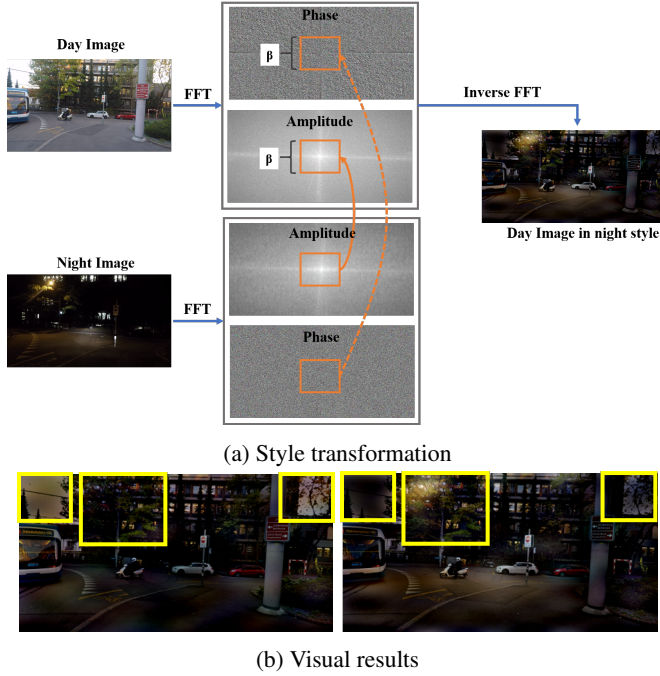 Day Image
FFT
Phase
β
Amplitude
β
Inverse FFT
Day Image in night style
Night Image
FFT
Amplitude
Phase
(a) Style transformation
(b) Visual results